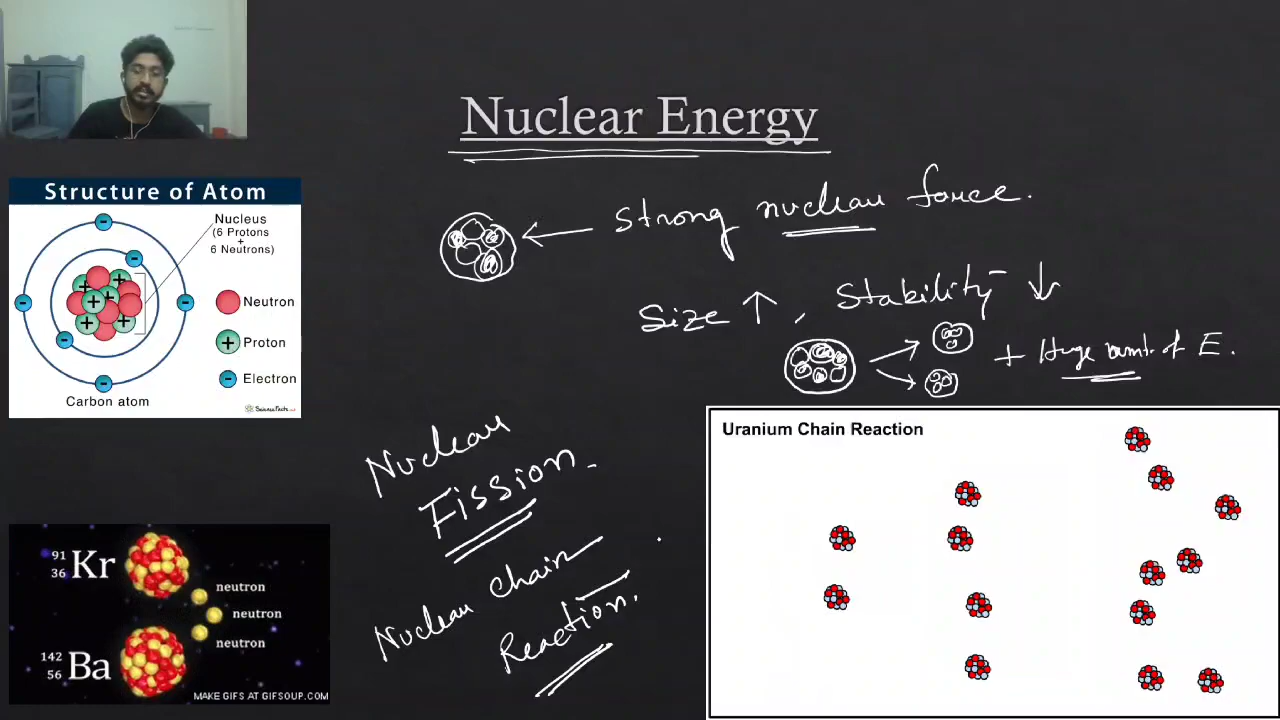 Nuclear Energy
Structure of Atom
Nucleus
(6 Protons
+
6 Neutrons)
Neutron
Proton
Electron
Carbon atom
strong nuclear force.
Size ↑, Stability ↓
+ Huge of E.
Nuclear
Fission.
Nuclear chain
Reaction.
Uranium Chain Reaction
91
36 Kr
neutron
neutron
neutron
142
56 Ba
MAKE GIFS AT GIFSOUP.COM